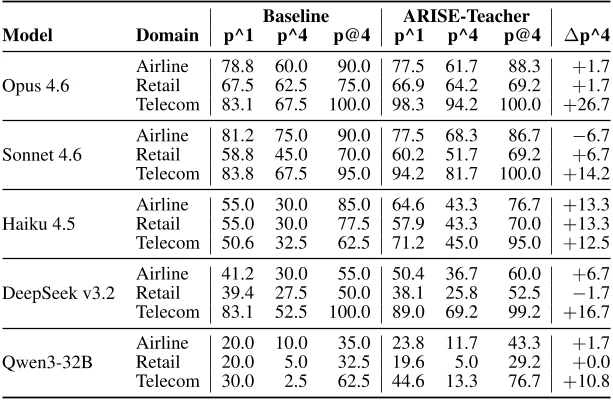 Baseline ARISE-Teacher
Model Domain p^1 p^4 p@4 p^1 p^4 p@4 Δp^4
Airline 78.8 60.0 90.0 77.5 61.7 88.3 +1.7
Opus 4.6 Retail 67.5 62.5 75.0 66.9 64.2 69.2 +1.7
Telecom 83.1 67.5 100.0 98.3 94.2 100.0 +26.7
Airline 81.2 75.0 90.0 77.5 68.3 86.7 −6.7
Sonnet 4.6 Retail 58.8 45.0 70.0 60.2 51.7 69.2 +6.7
Telecom 83.8 67.5 95.0 94.2 81.7 100.0 +14.2
Airline 55.0 30.0 85.0 64.6 43.3 76.7 +13.3
Haiku 4.5 Retail 55.0 30.0 77.5 57.9 43.3 70.0 +13.3
Telecom 50.6 32.5 62.5 71.2 45.0 95.0 +12.5
Airline 41.2 30.0 55.0 50.4 36.7 60.0 +6.7
DeepSeek v3.2 Retail 39.4 27.5 50.0 38.1 25.8 52.5 −1.7
Telecom 83.1 52.5 100.0 89.0 69.2 99.2 +16.7
Airline 20.0 10.0 35.0 23.8 11.7 43.3 +1.7
Qwen3-32B Retail 20.0 5.0 32.5 19.6 5.0 29.2 +0.0
Telecom 30.0 2.5 62.5 44.6 13.3 76.7 +10.8